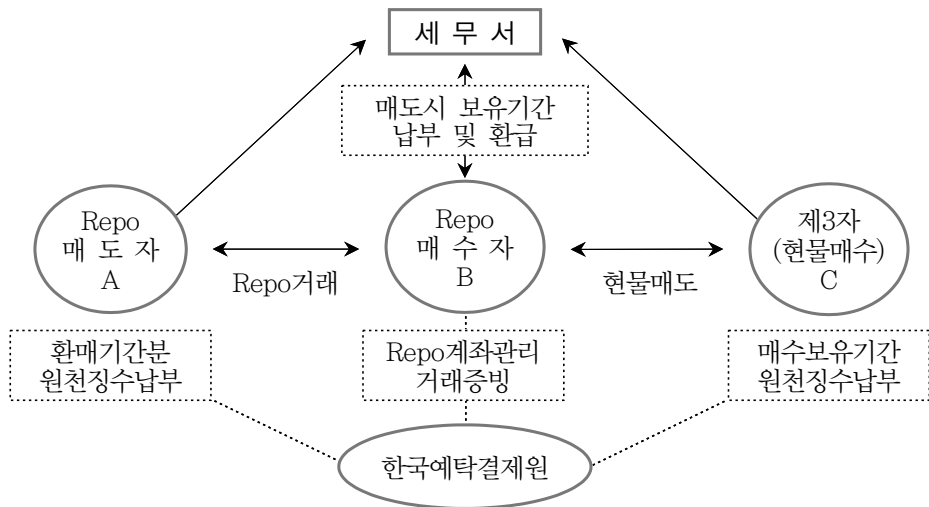 세 무 서
매도시 보유기간
납부 및 환급
Repo
매 도 자
A
Repo
매 수 자
B
제3자
(현물매수)
C
Repo거래
현물매도
환매기간분
원천징수납부
Repo계좌관리
거래증빙
매수보유기간
원천징수납부
한국예탁결제원